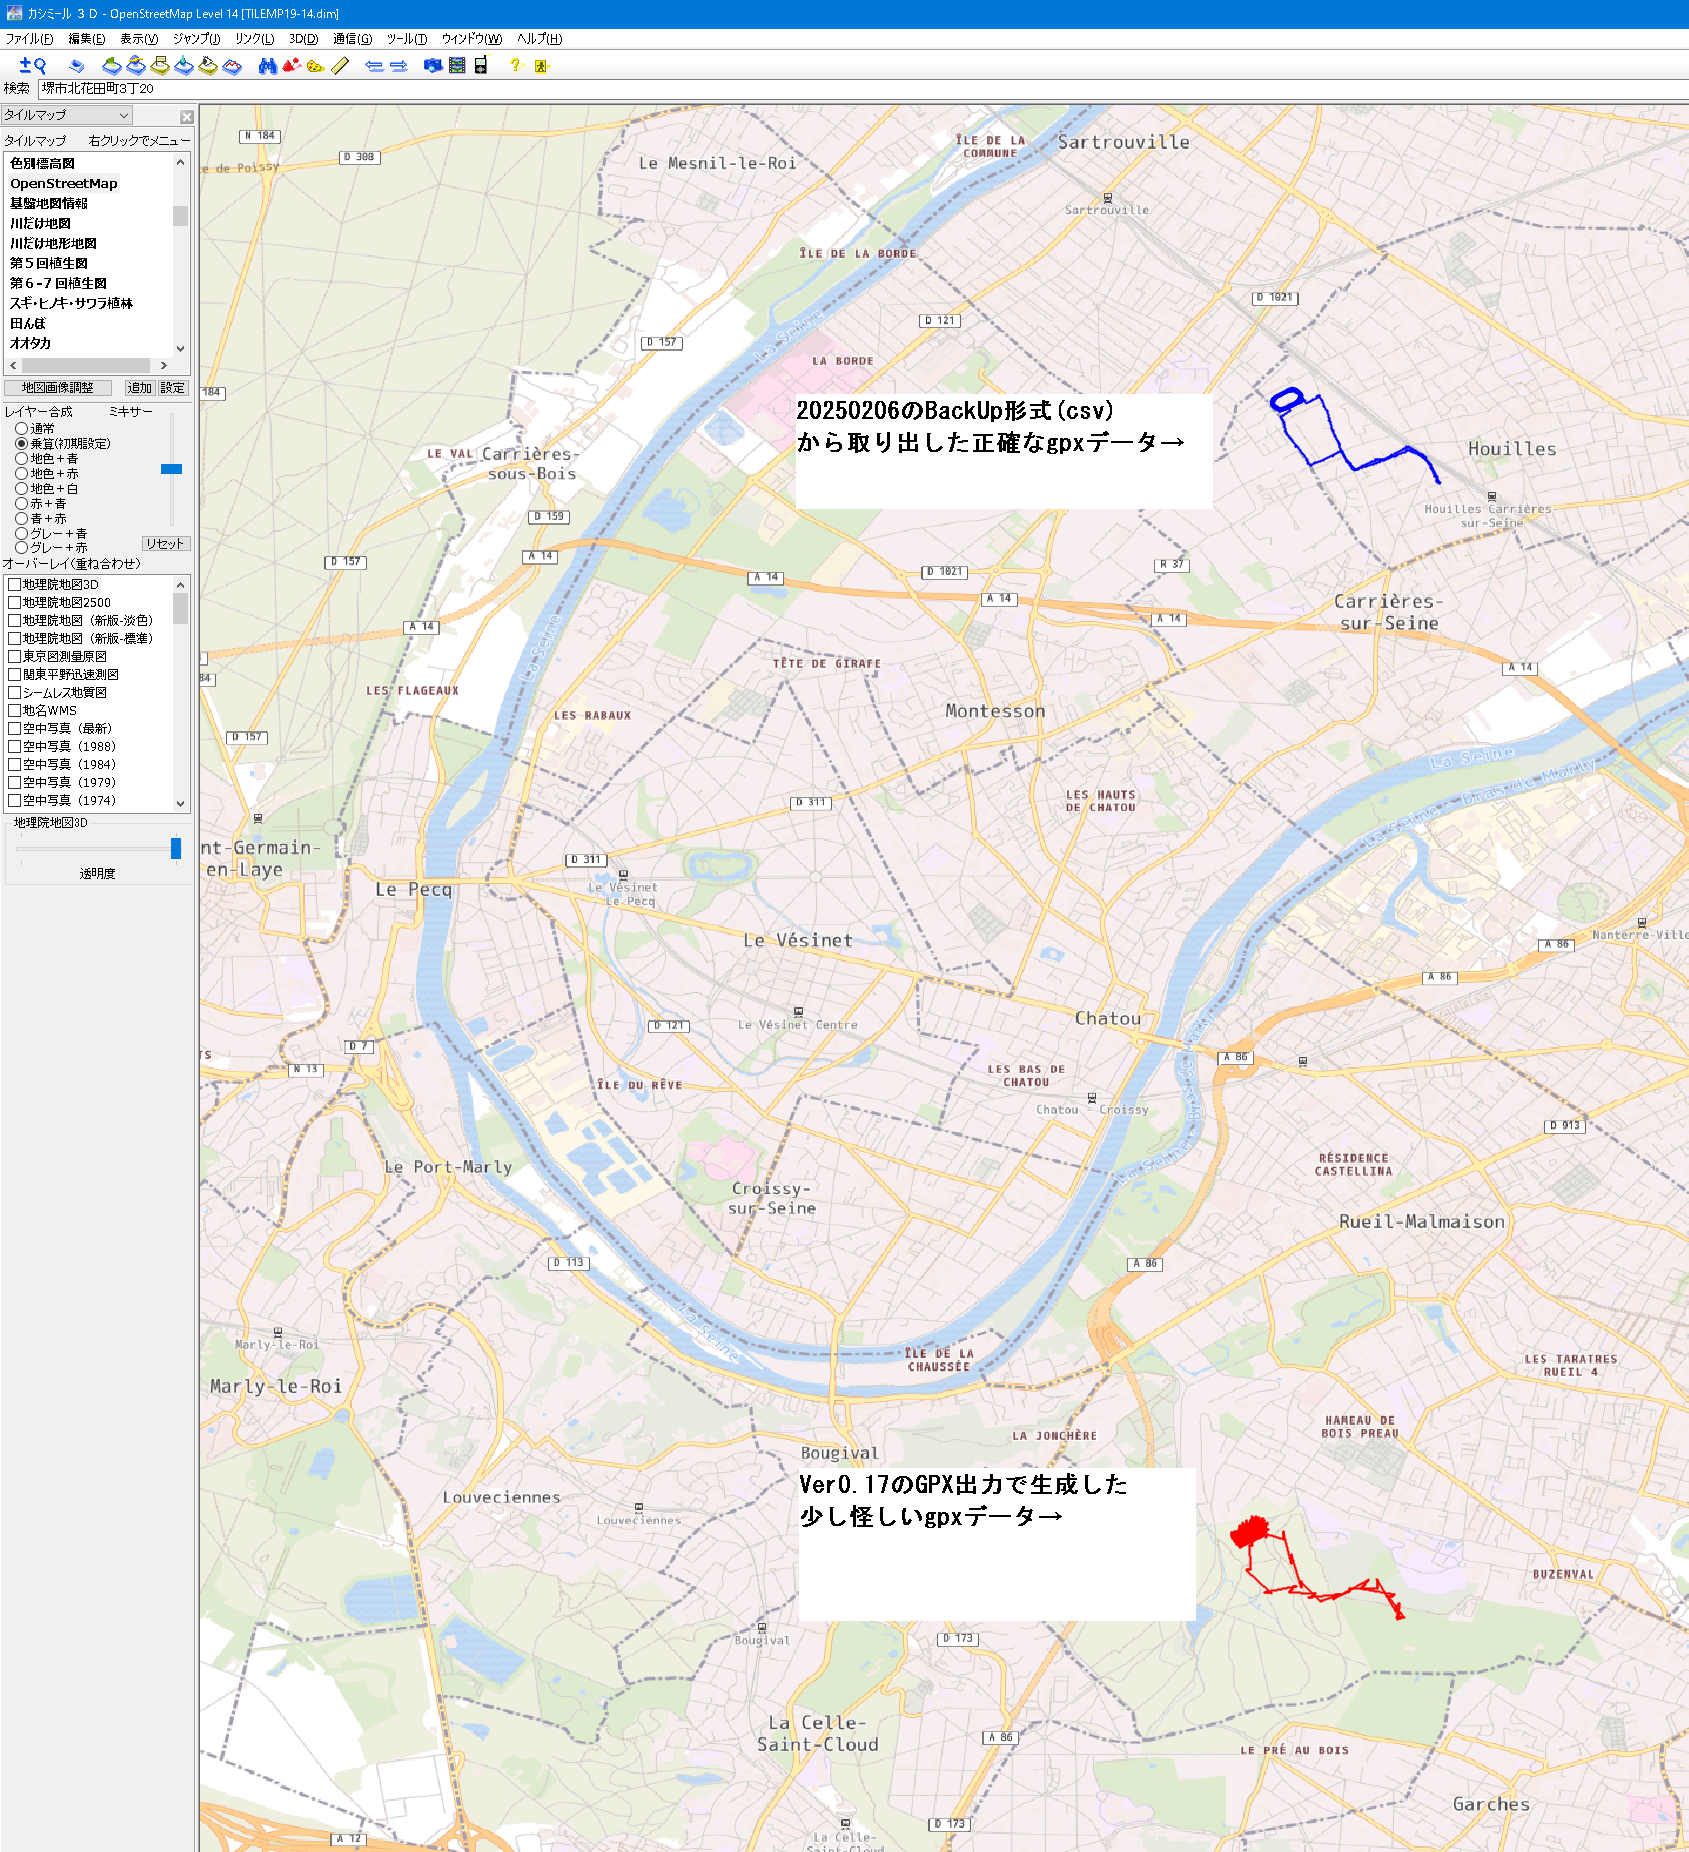 カシミール 3D - OpenStreetMap Level 14 [TILEMP19-14.dim]
ファイル(F) 編集(E) 表示(V) ジャンプ(J) リンク(L) 3D(D) 通信(G) ツール(T) ウインドウ(W) ヘルプ(H)
検索 堺市北花田町3丁20
タイルマップ
タイルマップ 右クリックでメニュー
色別標高図
OpenStreetMap
基盤地図情報
川だけ地図
川だけ地形地図
第5回植生図
第6-7回植生図
スギ・ヒノキ・サワラ植林
田んぼ
オオタカ
地図画像調整 追加 設定
レイヤー合成 ミキサー
通常
乗算(初期設定)
地色+青
地色+赤
地色+白
赤+青
青+赤
グレー+青
グレー+赤
リセット
オーバーレイ(重ね合わせ)
地理院地図3D
地理院地図2500
地理院地図 (新版-淡色)
地理院地図 (新版-標準)
東京図測量原図
関東平野迅速測図
シームレス地質図
地名WMS
空中写真 (最新)
空中写真 (1988)
空中写真 (1984)
空中写真 (1979)
空中写真 (1974)
地理院地図3D
透明度
N 184
D 308
te de Poissy
Le Mesnil-le-Roi
ÎLE DE LA
COMMUNE
Sartrouville
Sartrouville
ÎLE DE LA BORDE
D 1021
D 121
La Seine
D 157
LA BORDE
184
20250206のBackUp形式(csv)
から取り出した正確なgpxデータ→
Houilles
Houilles Carrières
sur-Seine
LE VAL
Carrières-
sous-Bois
D 159
A 14
D 157
A 14
D 1021
A 14
R 37
A 14
Carrières-
sur-Seine
A 14
La Seine
A 14
84
TÊTE DE GIRAFE
LES FLAGEAUX
LES RABAUX
Montesson
D 157
La Seine
La Seine Bras de Marly
LES HAUTS
DE CHATOU
D 311
nt-Germain-
en-Laye
D 311
Le Vésinet
Le Pecq
Le Pecq
Le Vésinet
Nanterre-Ville
A 86
A 86
D 121
Le Vésinet Centre
Chatou
D 7
N 13
TS
ÎLE DU RÊVE
LES BAS DE
CHATOU
A 86
Chatou - Croissy
D 913
Le Port-Marly
La Seine
RÉSIDENCE
CASTELLINA
Croissy-
sur-Seine
Rueil-Malmaison
D 113
A 86
La Seine
Marly-le-Roi
Marly-le-Roi
ÎLE DE LA
CHAUSSÉE
LES TARATRES
RUEIL 4
HAMEAU DE
BOIS PREAU
LA JONCHÈRE
Bougival
Ver0.17のGPX出力で生成した
少し怪しいgpxデータ→
Louveciennes
Louveciennes
BUZENVAL
Bougival
D 173
La Celle-
Saint-Cloud
A 86
LE PRÉ AU BOIS
Garches
D 173
A 12
La Celle-
Saint-Cloud